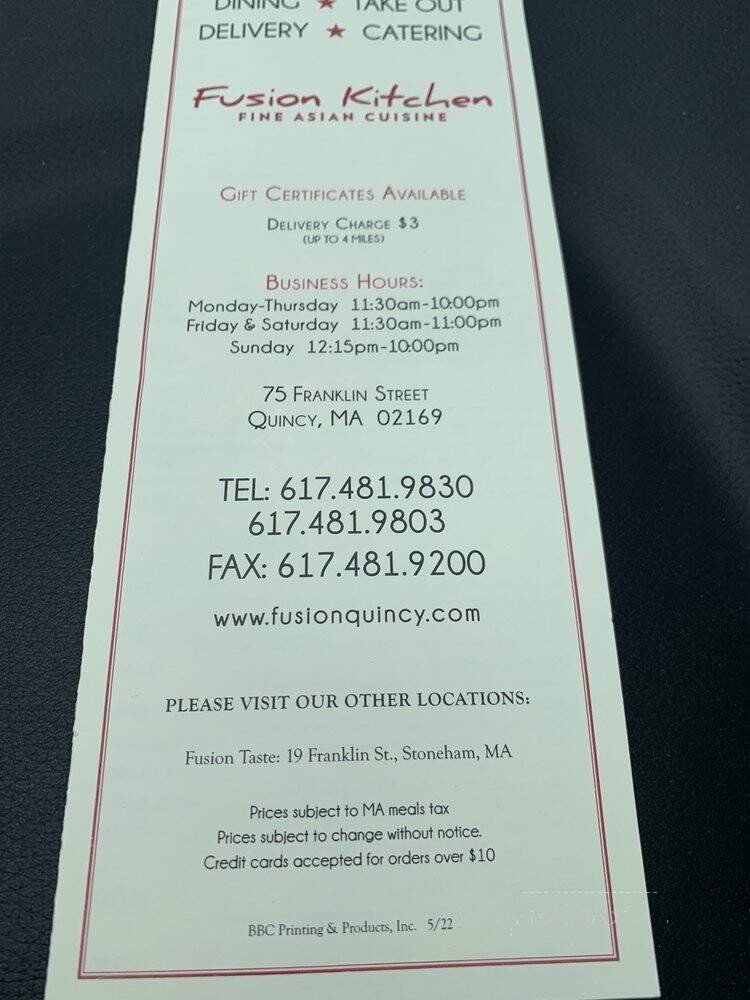 DINING ★ TAKE OUT
DELIVERY ★ CATERING
Fusion Kitchen
FINE ASIAN CUISINE
GIFT CERTIFICATES AVAILABLE
DELIVERY CHARGE $3
(UP TO 4 MILES)
BUSINESS HOURS:
Monday-Thursday 11:30am-10:00pm
Friday & Saturday 11:30am-11:00pm
Sunday 12:15pm-10:00pm
75 FRANKLIN STREET
QUINCY, MA 02169
TEL: 617.481.9830
617.481.9803
FAX: 617.481.9200
www.fusionquincy.com
PLEASE VISIT OUR OTHER LOCATIONS:
Fusion Taste: 19 Franklin St., Stoneham, MA
Prices subject to MA meals tax
Prices subject to change without notice.
Credit cards accepted for orders over $10
BBC Printing & Products, Inc. 5/22